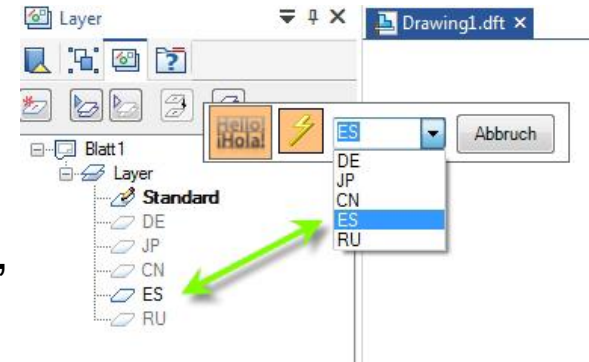 Layer
Drawing1.dft
Hello
¡Hola!
ES
Abbruch
Blatt 1
Layer
Standard
DE
JP
CN
ES
RU
DE
JP
CN
ES
RU
,